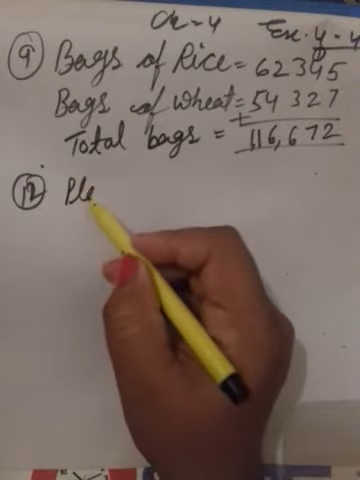 Ch = 4
Exe. 4 - 4
9 Bags of Rice = 62345
Bags of wheat = 54327
+
Total bags = 116,672
12 Ple